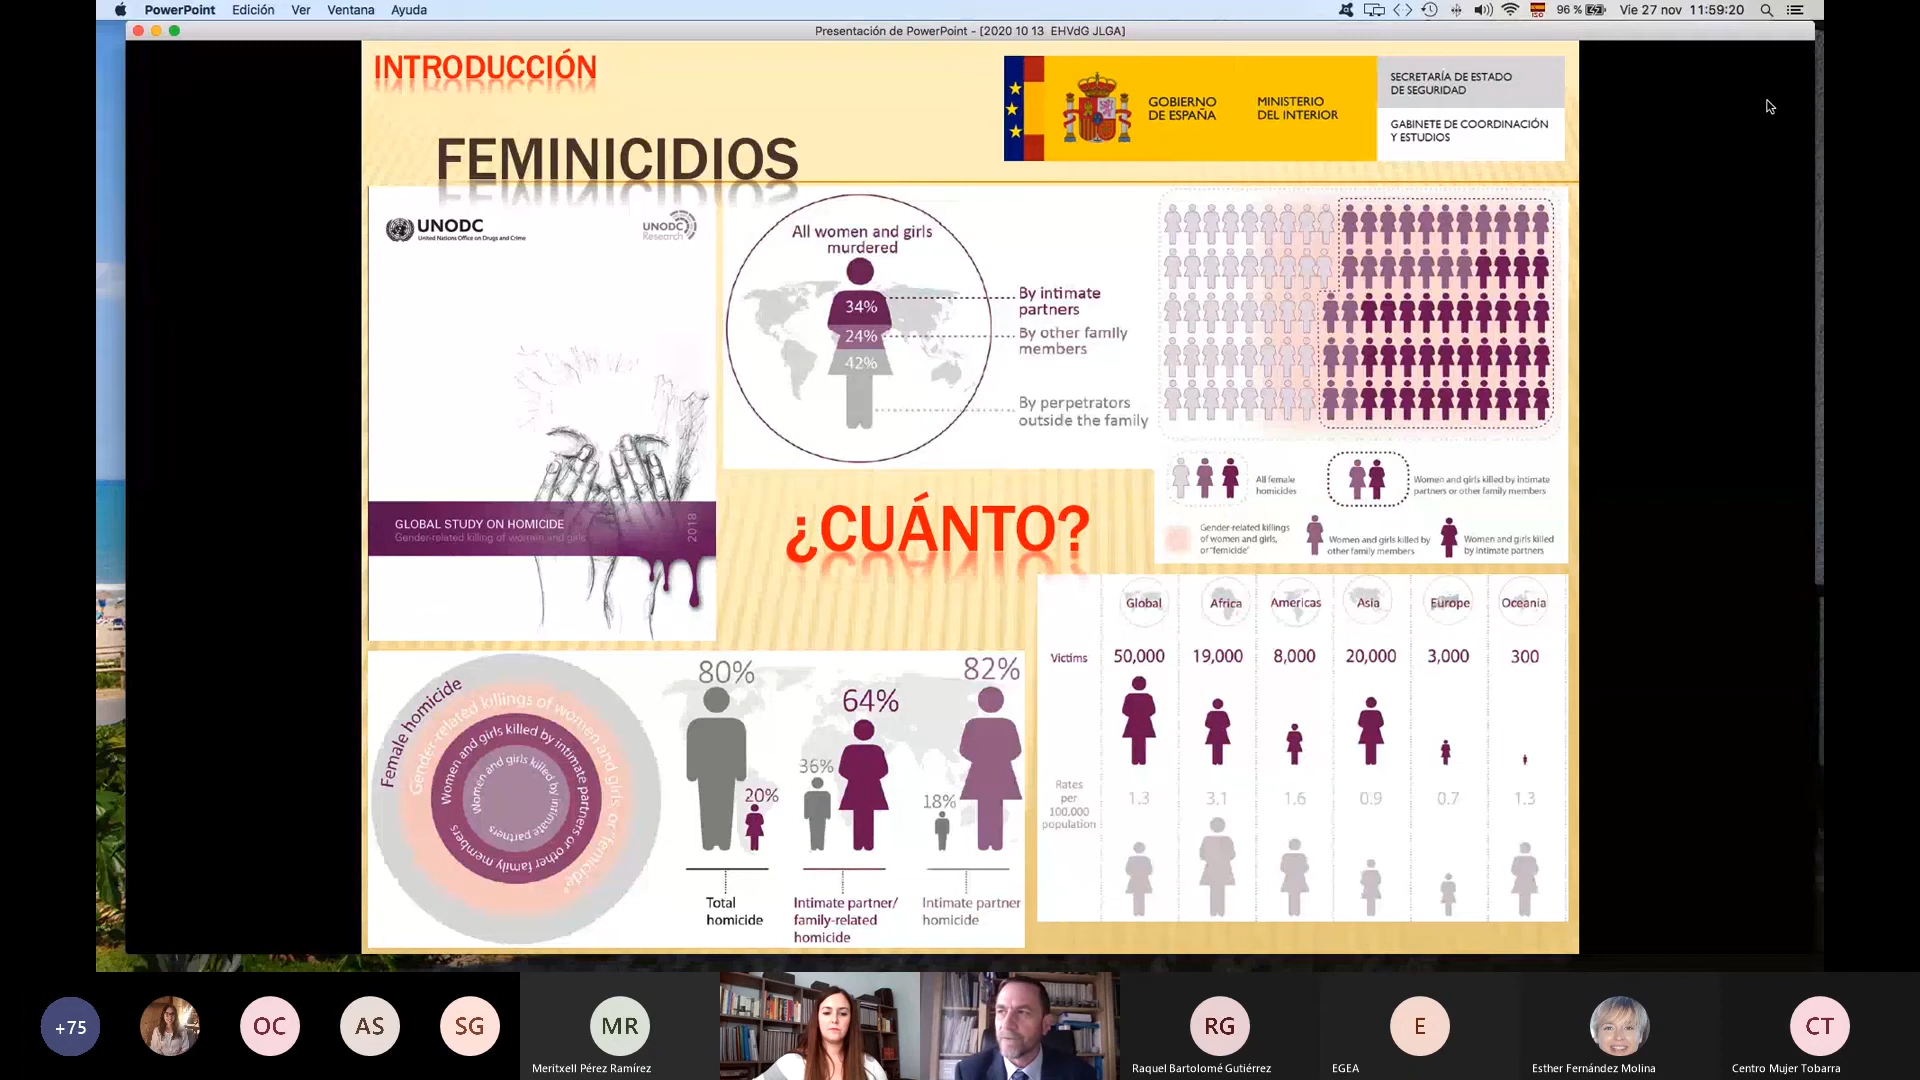 PowerPoint Edición Ver Ventana Ayuda
96 % Vie 27 nov 11:59:20
Presentación de PowerPoint - [2020 10 13 EHVdG JLGA]
INTRODUCCIÓN
FEMINICIDIOS
GOBIERNO
DE ESPAÑA
MINISTERIO
DEL INTERIOR
SECRETARÍA DE ESTADO
DE SEGURIDAD
GABINETE DE COORDINACIÓN
Y ESTUDIOS
UNODC
United Nations Office on Drugs and Crime
UNODC
Research
GLOBAL STUDY ON HOMICIDE
Gender-related killing of women and girls
2018
All women and girls
murdered
34%
24%
42%
By intimate
partners
By other family
members
By perpetrators
outside the family
All female
homicides
Women and girls killed by intimate
partners or other family members
Gender-related killings
of women and girls,
or "femicide"
Women and girls killed by
other family members
Women and girls killed
by intimate partners
¿CUÁNTO?
Female homicide
Gender-related killings of women and girls or "femicide"
Women and girls killed by intimate partners or other family members
Women and girls killed by intimate partners
80%
20%
Total
homicide
36%
64%
Intimate partner/
family-related
homicide
18%
82%
Intimate partner
homicide
Global Africa Americas Asia Europe Oceania
Victims 50,000 19,000 8,000 20,000 3,000 300
Rates
per
100,000
population
1.3 3.1 1.6 0.9 0.7 1.3
+75
OC
AS
SG
MR
Meritxell Pérez Ramírez
RG
Raquel Bartolomé Gutiérrez
E
EGEA
Esther Fernández Molina
CT
Centro Mujer Tobarra